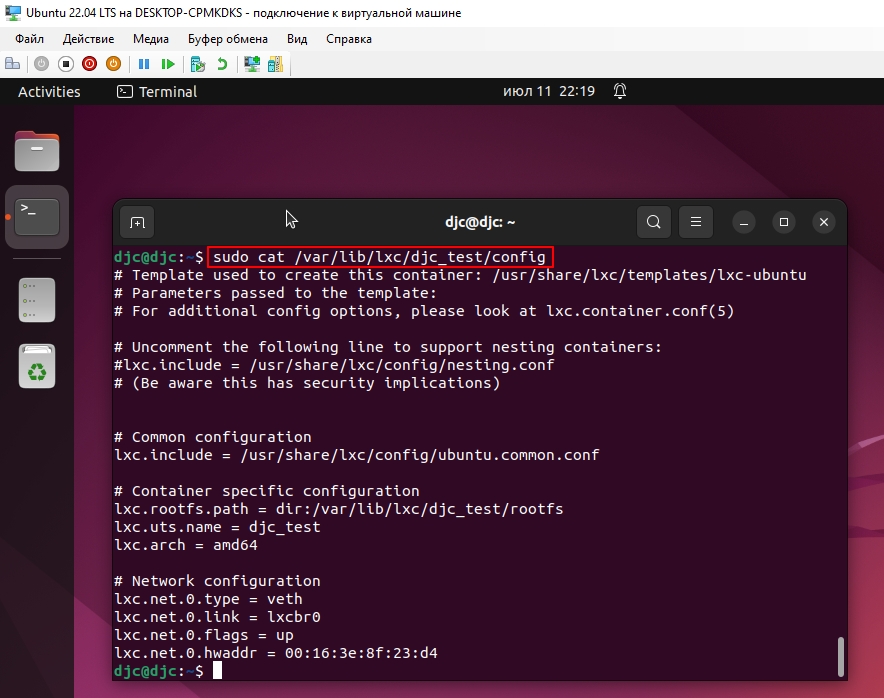 Ubuntu 22.04 LTS на DESKTOP-CPMKDKS - подключение к виртуальной машине
Файл Действие Медиа Буфер обмена Вид Справка
Activities Terminal июл 11 22:19
djc@djc: ~
djc@djc:~$ sudo cat /var/lib/lxc/djc_test/config
# Template used to create this container: /usr/share/lxc/templates/lxc-ubuntu
# Parameters passed to the template:
# For additional config options, please look at lxc.container.conf(5)
# Uncomment the following line to support nesting containers:
#lxc.include = /usr/share/lxc/config/nesting.conf
# (Be aware this has security implications)
# Common configuration
lxc.include = /usr/share/lxc/config/ubuntu.common.conf
# Container specific configuration
lxc.rootfs.path = dir:/var/lib/lxc/djc_test/rootfs
lxc.uts.name = djc_test
lxc.arch = amd64
# Network configuration
lxc.net.0.type = veth
lxc.net.0.link = lxcbr0
lxc.net.0.flags = up
lxc.net.0.hwaddr = 00:16:3e:8f:23:d4
djc@djc:~$